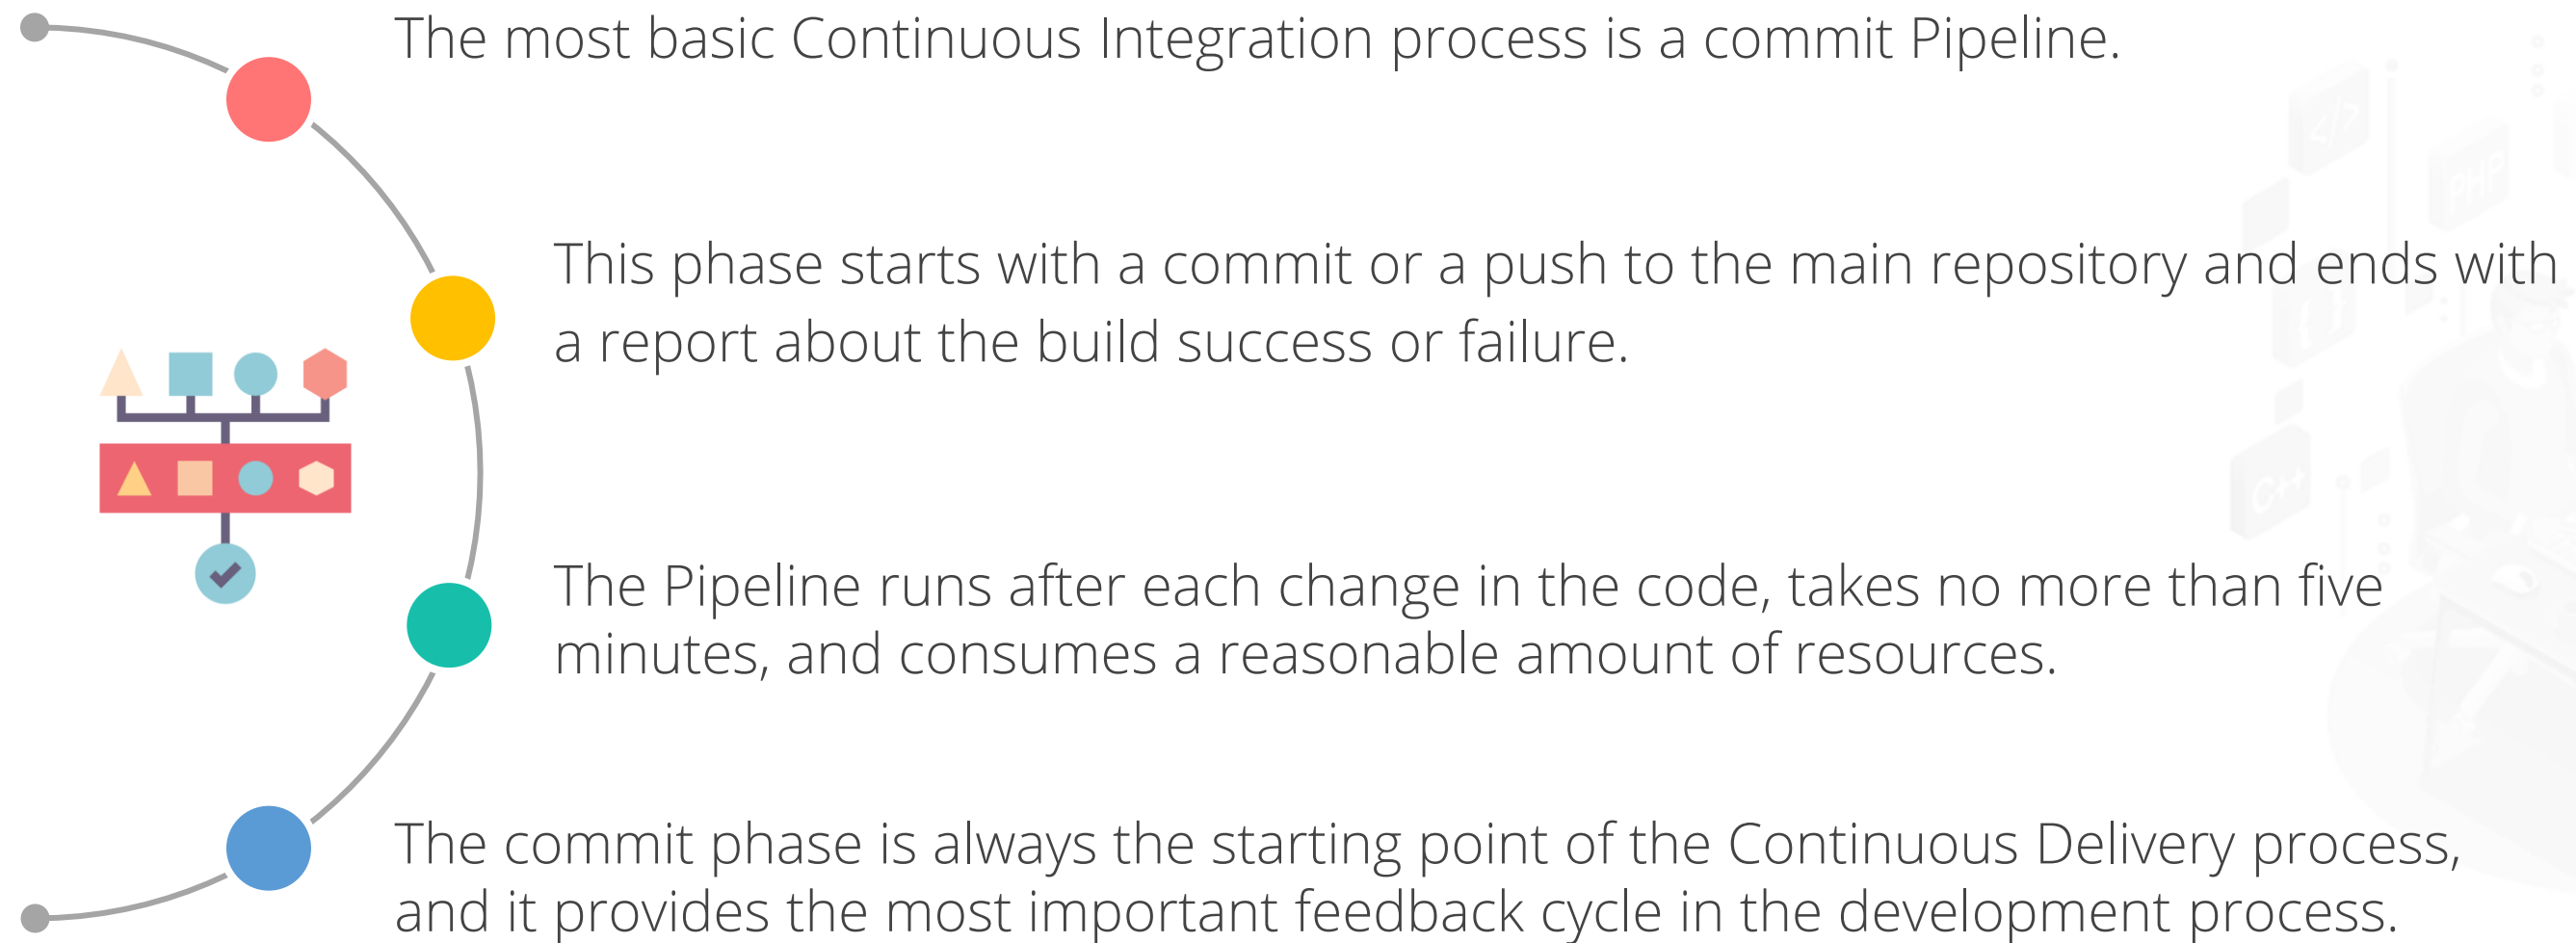 The most basic Continuous Integration process is a commit Pipeline.
This phase starts with a commit or a push to the main repository and ends with
a report about the build success or failure.
The Pipeline runs after each change in the code, takes no more than five
minutes, and consumes a reasonable amount of resources.
The commit phase is always the starting point of the Continuous Delivery process,
and it provides the most important feedback cycle in the development process.
</>
PHP
{ }
C++